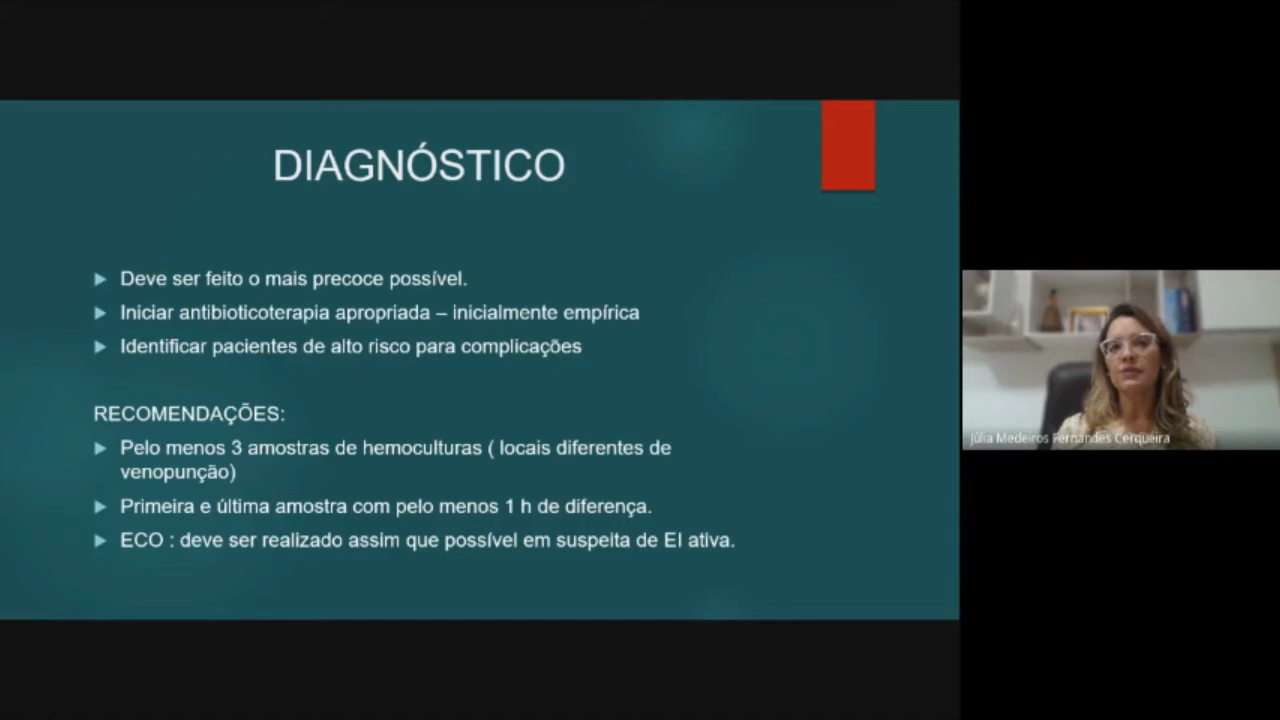 DIAGNÓSTICO
Deve ser feito o mais precoce possível.
Iniciar antibioticoterapia apropriada – inicialmente empírica
Identificar pacientes de alto risco para complicações
RECOMENDAÇÕES:
Pelo menos 3 amostras de hemoculturas ( locais diferentes de
venopunção)
Primeira e última amostra com pelo menos 1 h de diferença.
ECO : deve ser realizado assim que possível em suspeita de EI ativa.
Júlia Medeiros Fernandes Cerqueira